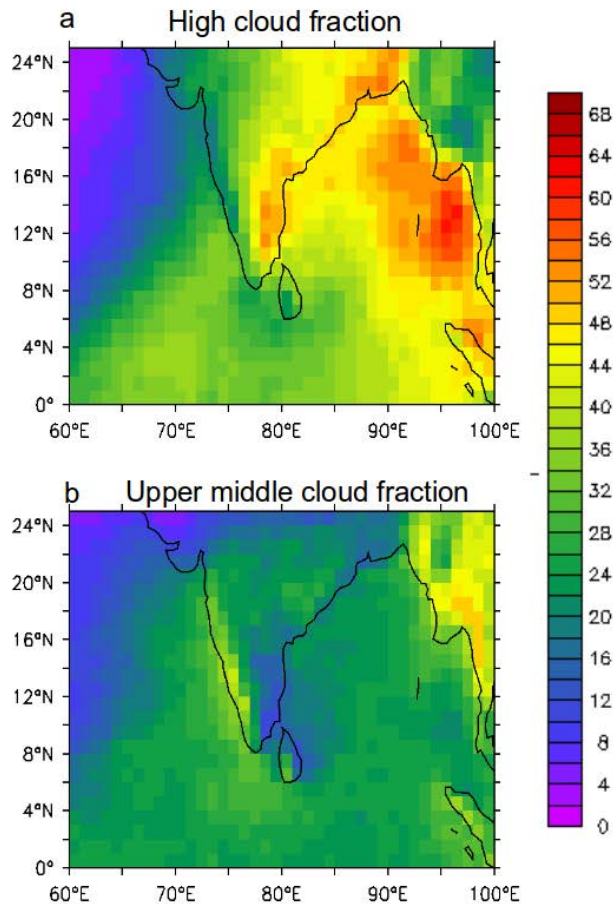 a High cloud fraction
24°N
20°N
16°N
12°N
8°N
4°N
0°
60°E 70°E 80°E 90°E 100°E
b Upper middle cloud fraction
24°N
20°N
16°N
12°N
8°N
4°N
0°
60°E 70°E 80°E 90°E 100°E
68
64
60
56
52
48
44
40
36
32
28
24
20
16
12
8
4
0